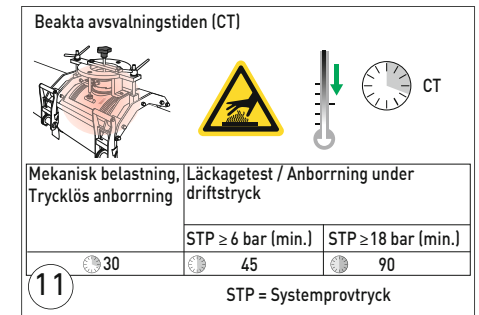 Beakta avsvalningstiden (CT)
CT
Mekanisk belastning,
Trycklös anborrning
Läckagetest / Anborrning under
driftstryck
STP ≥ 6 bar (min.)
STP ≥ 18 bar (min.)
30
45
90
11
STP = Systemprovtryck